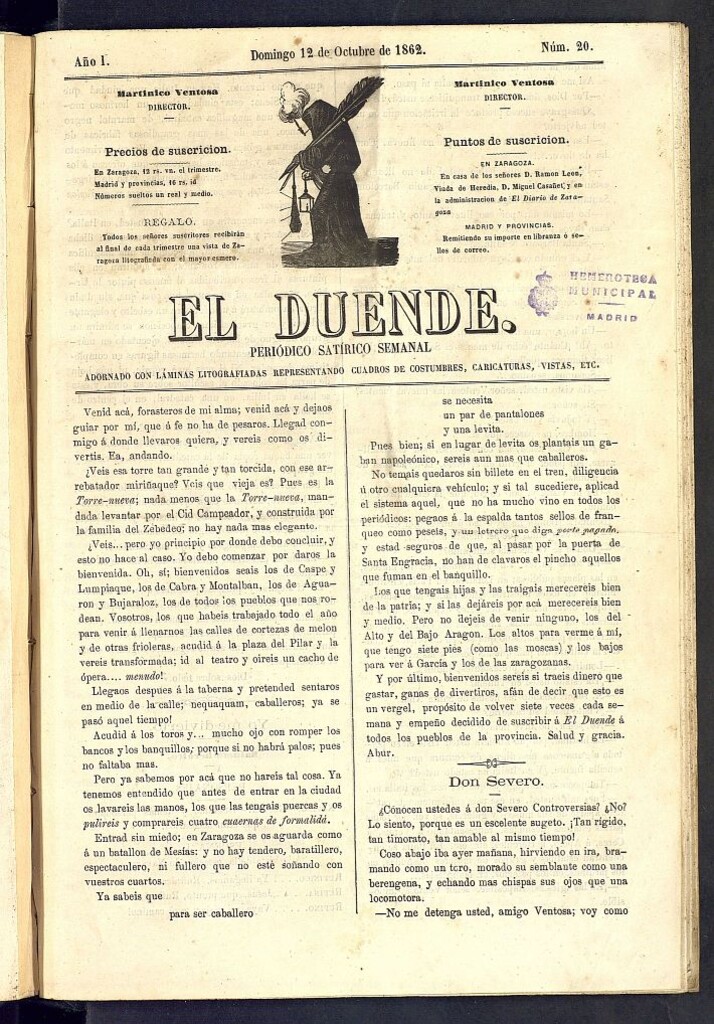 Año I.
Domingo 12 de Octubre de 1862.
Núm. 20.
Martinico Ventosa
DIRECTOR.
Precios de suscricion.
En Zaragoza, 12 rs. vn. el trimestre.
Madrid y provincias, 16 rs. id
Números sueltos un real y medio.
REGALO.
Todos los señores suscritores recibirán
al final de cada trimestre una vista de Za-
ragoza litografiada con el mayor esmero.
Martinico Ventosa
DIRECTOR.
Puntos de suscricion.
EN ZARAGOZA.
En casa de los señores D. Ramon Leon,
Viuda de Heredia, D. Miguel Casañet, y en
la administracion de El Diario de Zara-
goza
MADRID Y PROVINCIAS.
Remitiendo su importe en libranza ó se-
llos de correo.
HEMEROTECA
MUNICIPAL
MADRID
EL DUENDE.
PERIÓDICO SATÍRICO SEMANAL
ADORNADO CON LÁMINAS LITOGRAFIADAS REPRESENTANDO CUADROS DE COSTUMBRES, CARICATURAS, VISTAS, ETC.
Venid acá, forasteros de mi alma; venid acá y dejaos
guiar por mí, que á fe no ha de pesaros. Llegad con-
migo á donde llevaros quiera, y vereis como os di-
vertis. Ea, andando.
¿Veis esa torre tan grande y tan torcida, con ese ar-
rebatador miriñaque? Veis que vieja es? Pues es la
Torre-nueva; nada menos que la Torre-nueva, man-
dada levantar por el Cid Campeador, y construida por
la familia del Zebedeo; no hay nada mas elegante.
¿Veis... pero yo principio por donde debo concluir, y
esto no hace al caso. Yo debo comenzar por daros la
bienvenida. Oh, sí; bienvenidos seais los de Caspe y
Lumpiaque, los de Cabra y Montalban, los de Agua-
ron y Bujaraloz, los de todos los pueblos que nos ro-
dean. Vosotros, los que habeis trabajado todo el año
para venir á llenarnos las calles de cortezas de melon
y de otras frioleras, acudid á la plaza del Pilar y la
vereis transformada; id al teatro y oireis un cacho de
ópera.... menudo!
Llegaos despues á la taberna y pretended sentaros
en medio de la calle; nequaquam, caballeros; ya se
pasó aquel tiempo!
Acudid á los toros y... mucho ojo con romper los
bancos y los banquillos, porque si no habrá palos; pues
no faltaba mas.
Pero ya sabemos por acá que no hareis tal cosa. Ya
tenemos entendido que antes de entrar en la ciudad
os lavareis las manos, los que las tengais puercas y os
pulireis y comprareis cuatro cuaernas de formalidá.
Entrad sin miedo; en Zaragoza se os aguarda como
á un batallon de Mesías: y no hay tendero, baratillero,
espectaculero, ni fullero que no esté soñando con
vuestros cuartos.
Ya sabeis que
para ser caballero
se necesita
un par de pantalones
y una levita.
Pues bien; si en lugar de levita os plantais un ga-
ban napoleónico, sereis aun mas que caballeros.
No temais quedaros sin billete en el tren, diligencia
ú otro cualquiera vehículo; y si tal sucediere, aplicad
el sistema aquel, que no ha mucho vino en todos los
periódicos: pegaos á la espalda tantos sellos de fran-
queo como peseis, y un letrero que diga porte pagado,
y estad seguros de que, al pasar por la puerta de
Santa Engracia, no han de clavaros el pincho aquellos
que fuman en el banquillo.
Los que tengais hijas y las traigais merecereis bien
de la patria; y si las dejáreis por acá merecereis bien
y medio. Pero no dejeis de venir ninguno, los del
Alto y del Bajo Aragon. Los altos para verme á mí,
que tengo siete pies (como las moscas) y los bajos
para ver á García y los de las zaragozanas.
Y por último, bienvenidos sereis si traeis dinero que
gastar, ganas de divertiros, afán de decir que esto es
un vergel, propósito de volver siete veces cada se-
mana y empeño decidido de suscribir á El Duende á
todos los pueblos de la provincia. Salud y gracia.
Abur.
Don Severo.
¿Conocen ustedes á don Severo Controversias? ¿No?
Lo siento, porque es un escelente sugeto. ¡Tan rígido,
tan timorato, tan amable al mismo tiempo!
Coso abajo iba ayer mañana, hirviendo en ira, bra-
mando como un toro, morado su semblante como una
berengena, y echando mas chispas sus ojos que una
locomotora.
—No me detenga usted, amigo Ventosa; voy como